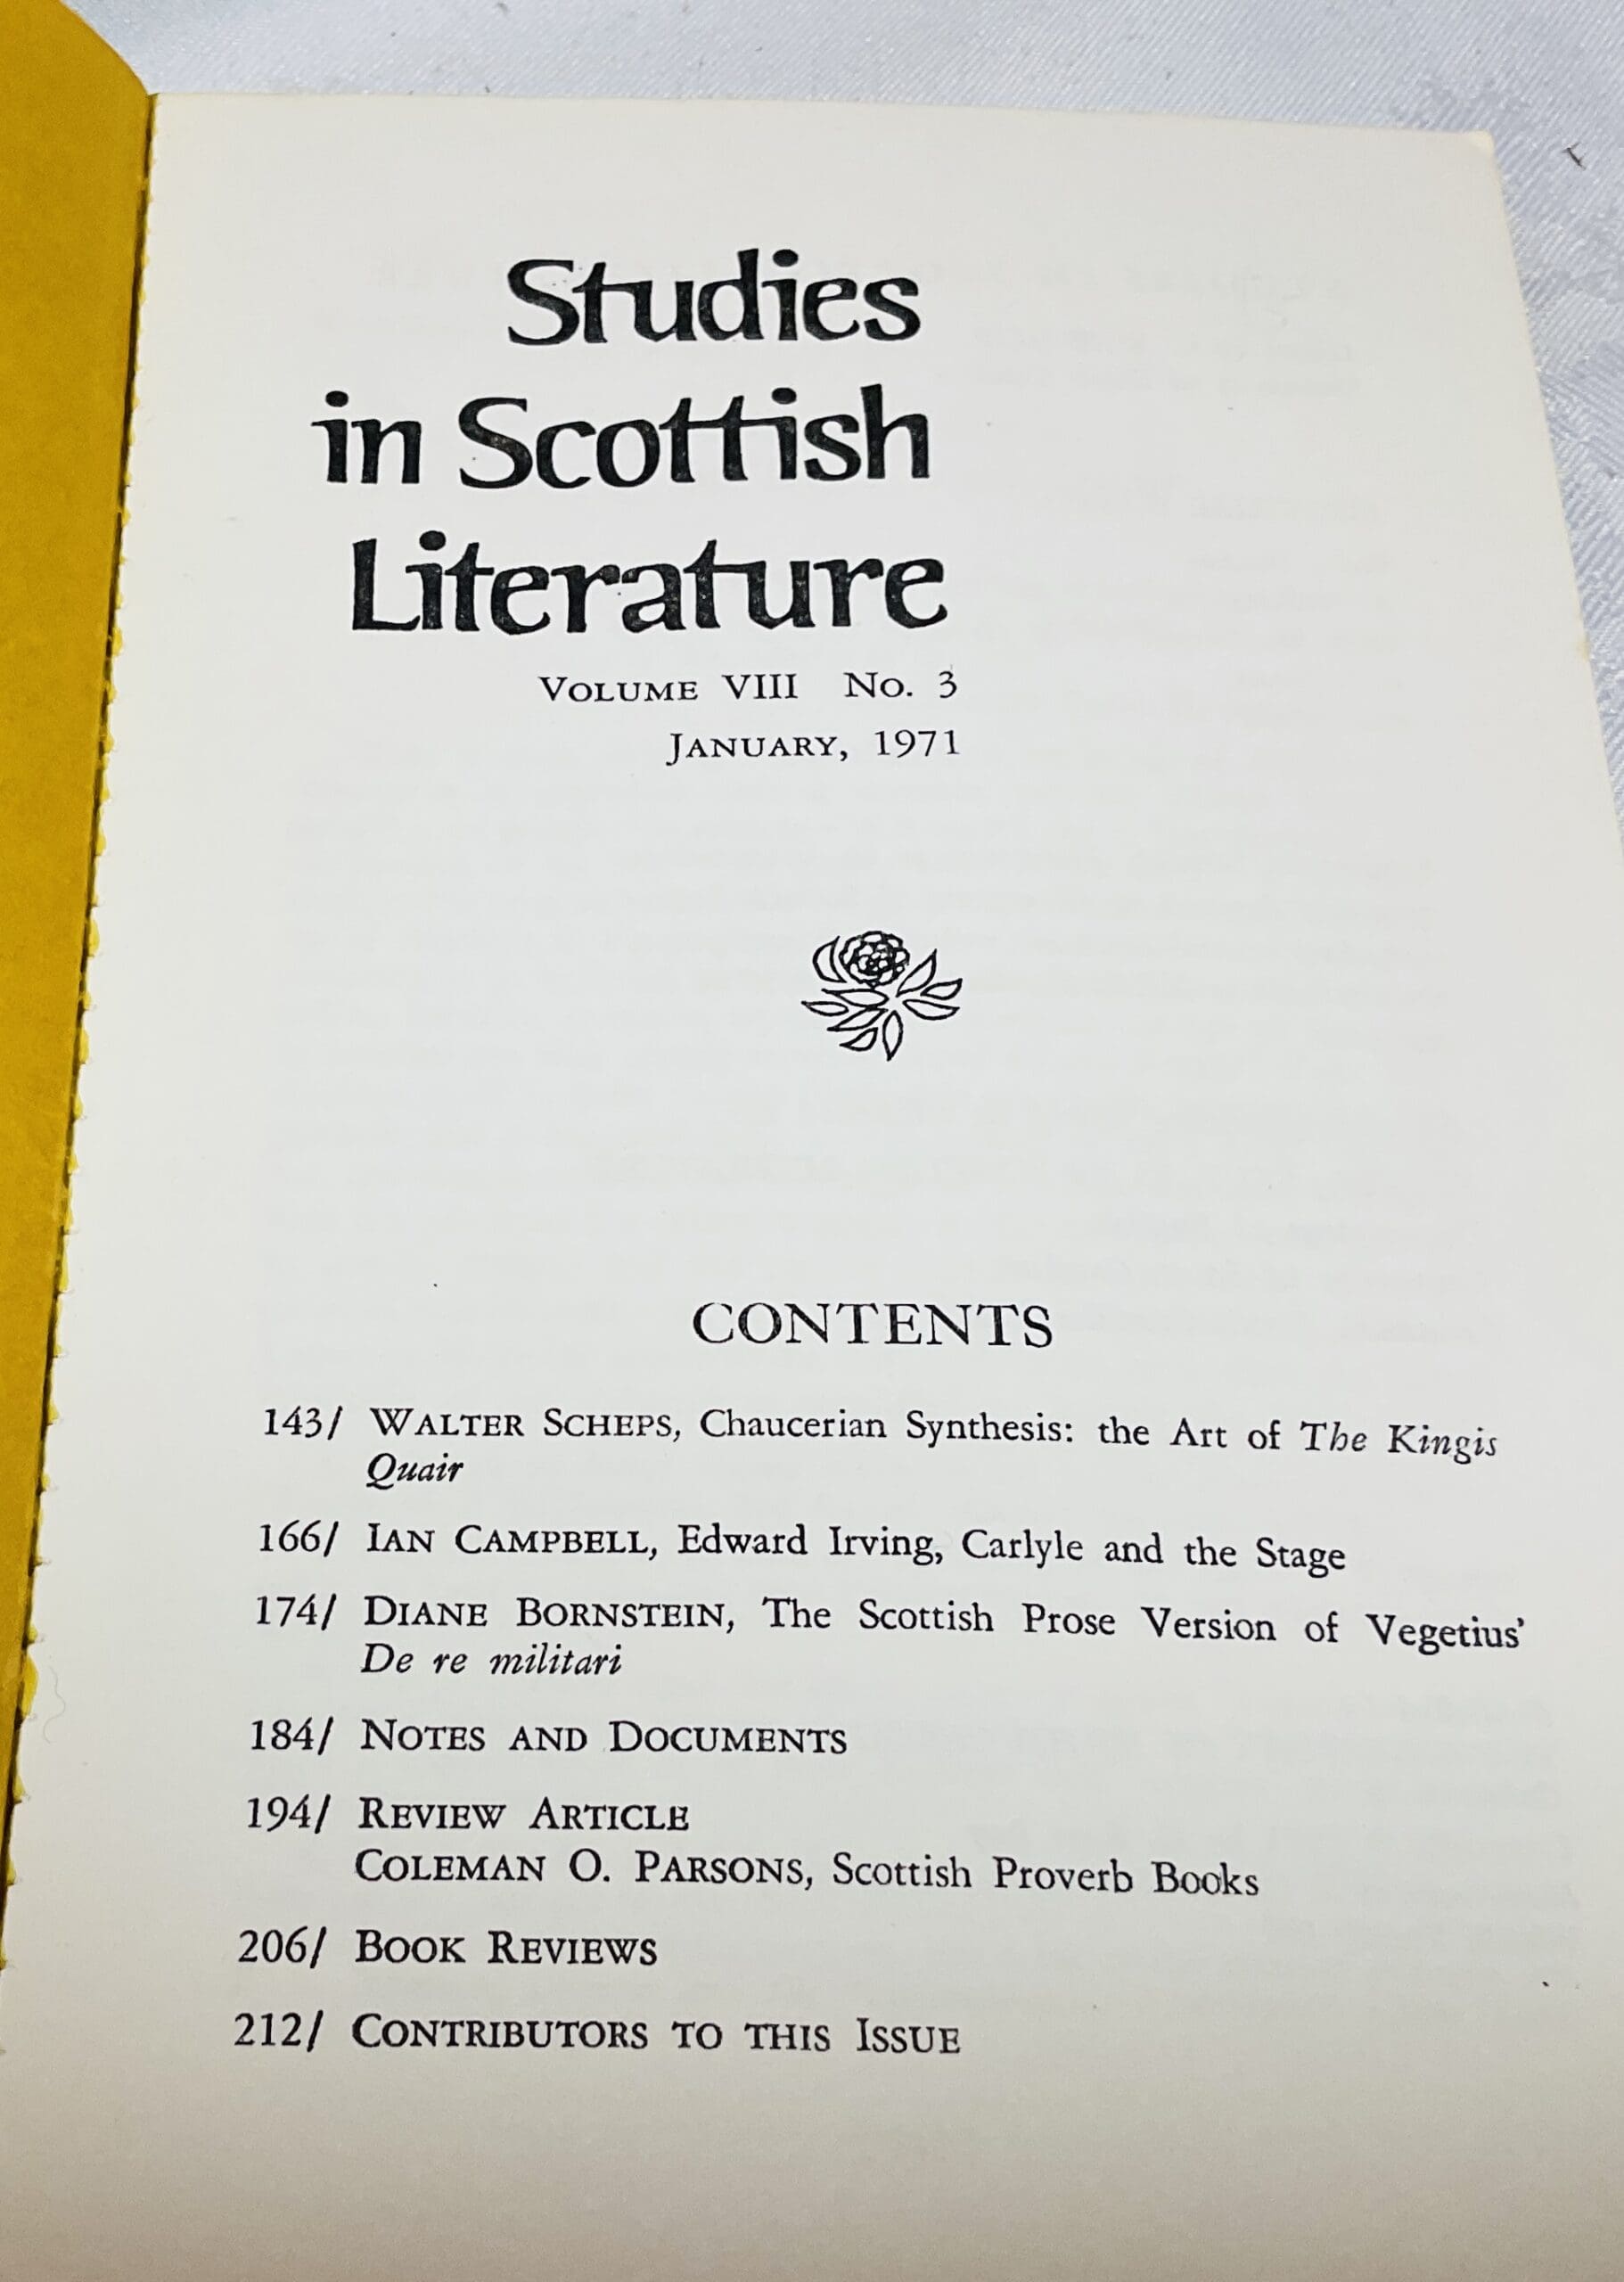 Studies
in Scottish
Literature
VOLUME VIII No. 3
JANUARY, 1971
CONTENTS
143/ WALTER SCHEPS, Chaucerian Synthesis: the Art of The Kingis
Quair
166/ IAN CAMPBELL, Edward Irving, Carlyle and the Stage
174/ DIANE BORNSTEIN, The Scottish Prose Version of Vegetius'
De re militari
184/ NOTES AND DOCUMENTS
194/ REVIEW ARTICLE
COLEMAN O. PARSONS, Scottish Proverb Books
206/ BOOK REVIEWS
212/ CONTRIBUTORS TO THIS ISSUE